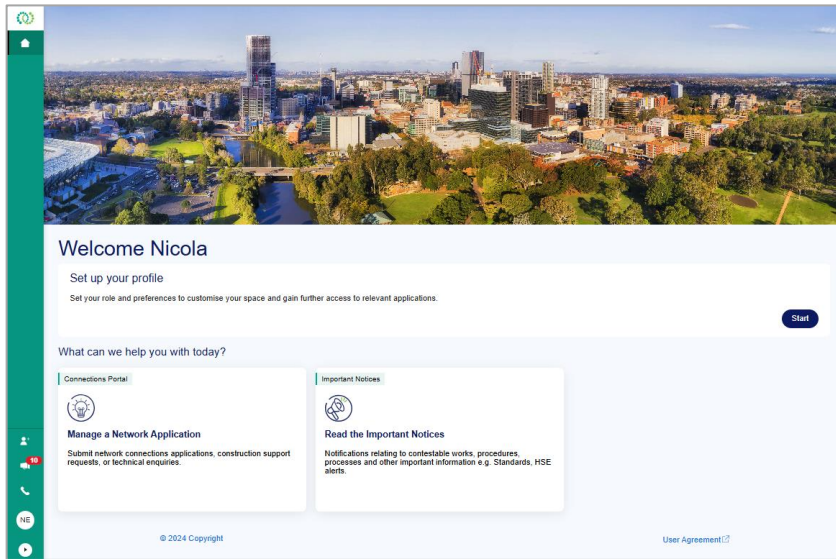 Welcome Nicola
Set up your profile
Set your role and preferences to customise your space and gain further access to relevant applications.
Start
What can we help you with today?
Connections Portal
Manage a Network Application
Submit network connections applications, construction support
requests, or technical enquiries.
Important Notices
Read the Important Notices
Notifications relating to contestable works, procedures,
processes and other important information e.g. Standards, HSE
alerts.
10
NE
© 2024 Copyright
User Agreement